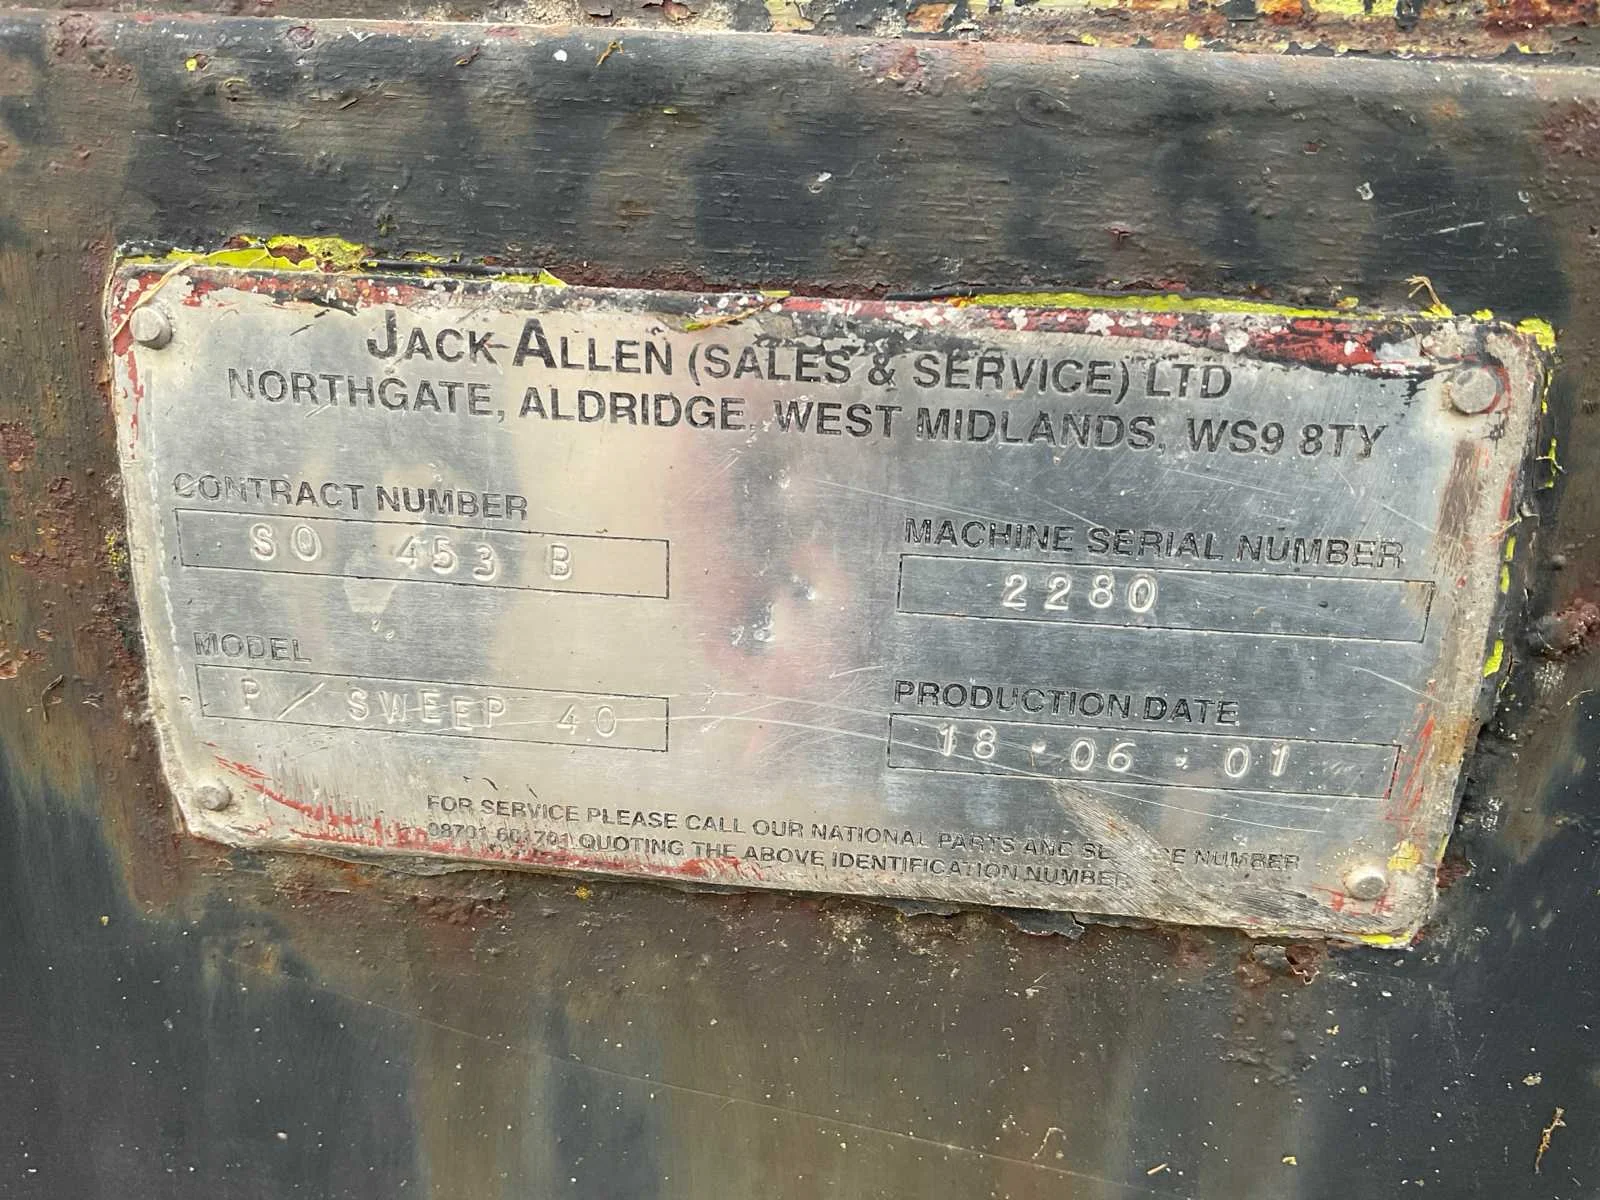 JACK ALLEN (SALES & SERVICE) LTD
NORTHGATE, ALDRIDGE, WEST MIDLANDS, WS9 8TY
CONTRACT NUMBER
SO 453 B
MACHINE SERIAL NUMBER
2280
MODEL
P/SWEEP 40
PRODUCTION DATE
18·06·01
FOR SERVICE PLEASE CALL OUR NATIONAL PARTS AND NUMBER
QUOTING THE ABOVE IDENTIFICATION NUMBER